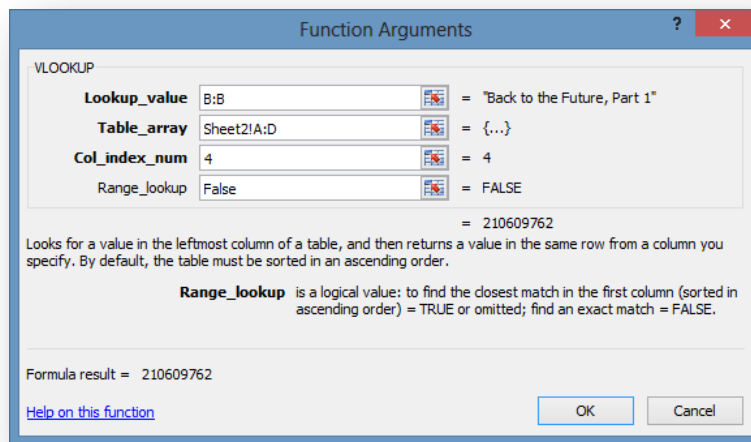 Function Arguments ?
VLOOKUP
Lookup_value B:B = "Back to the Future, Part 1"
Table_array Sheet2!A:D = {...}
Col_index_num 4 = 4
Range_lookup False = FALSE
= 210609762
Looks for a value in the leftmost column of a table, and then returns a value in the same row from a column you
specify. By default, the table must be sorted in an ascending order.
Range_lookup is a logical value: to find the closest match in the first column (sorted in
ascending order) = TRUE or omitted; find an exact match = FALSE.
Formula result = 210609762
Help on this function OK Cancel